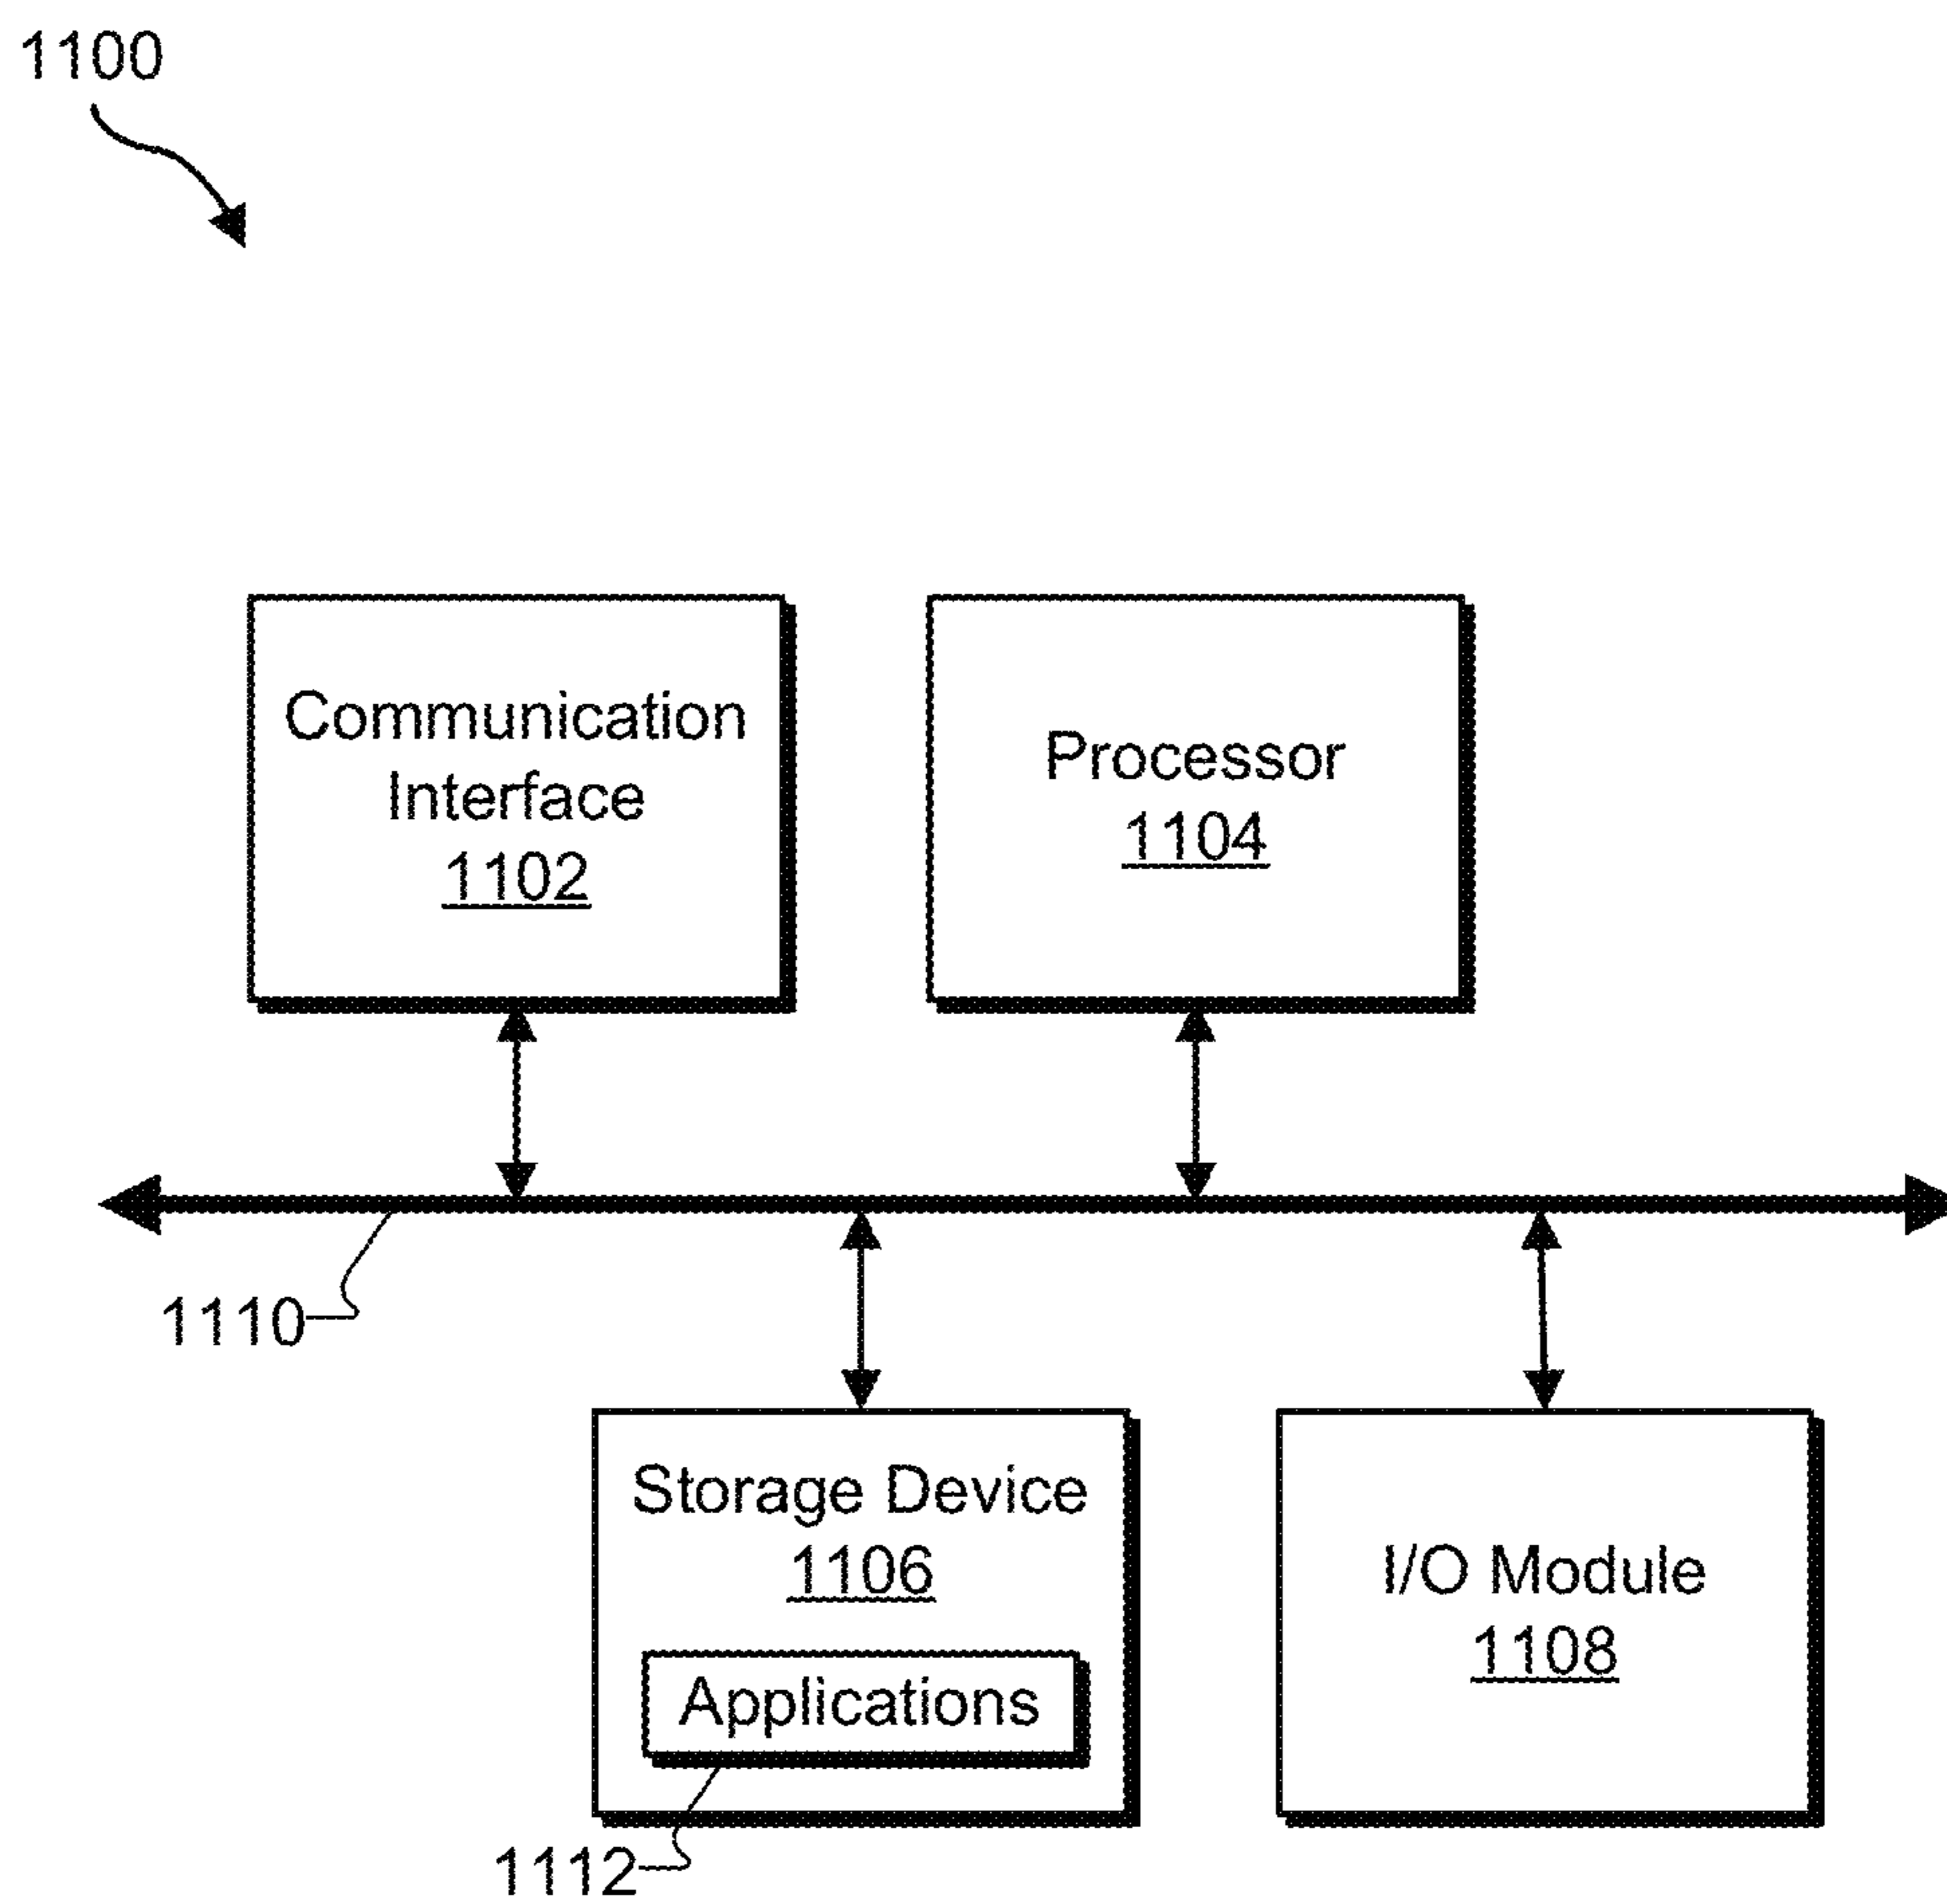 1100
Communication
Interface
1102
Processor
1104
1110
Storage Device
1106
Applications
1112
I/O Module
1108